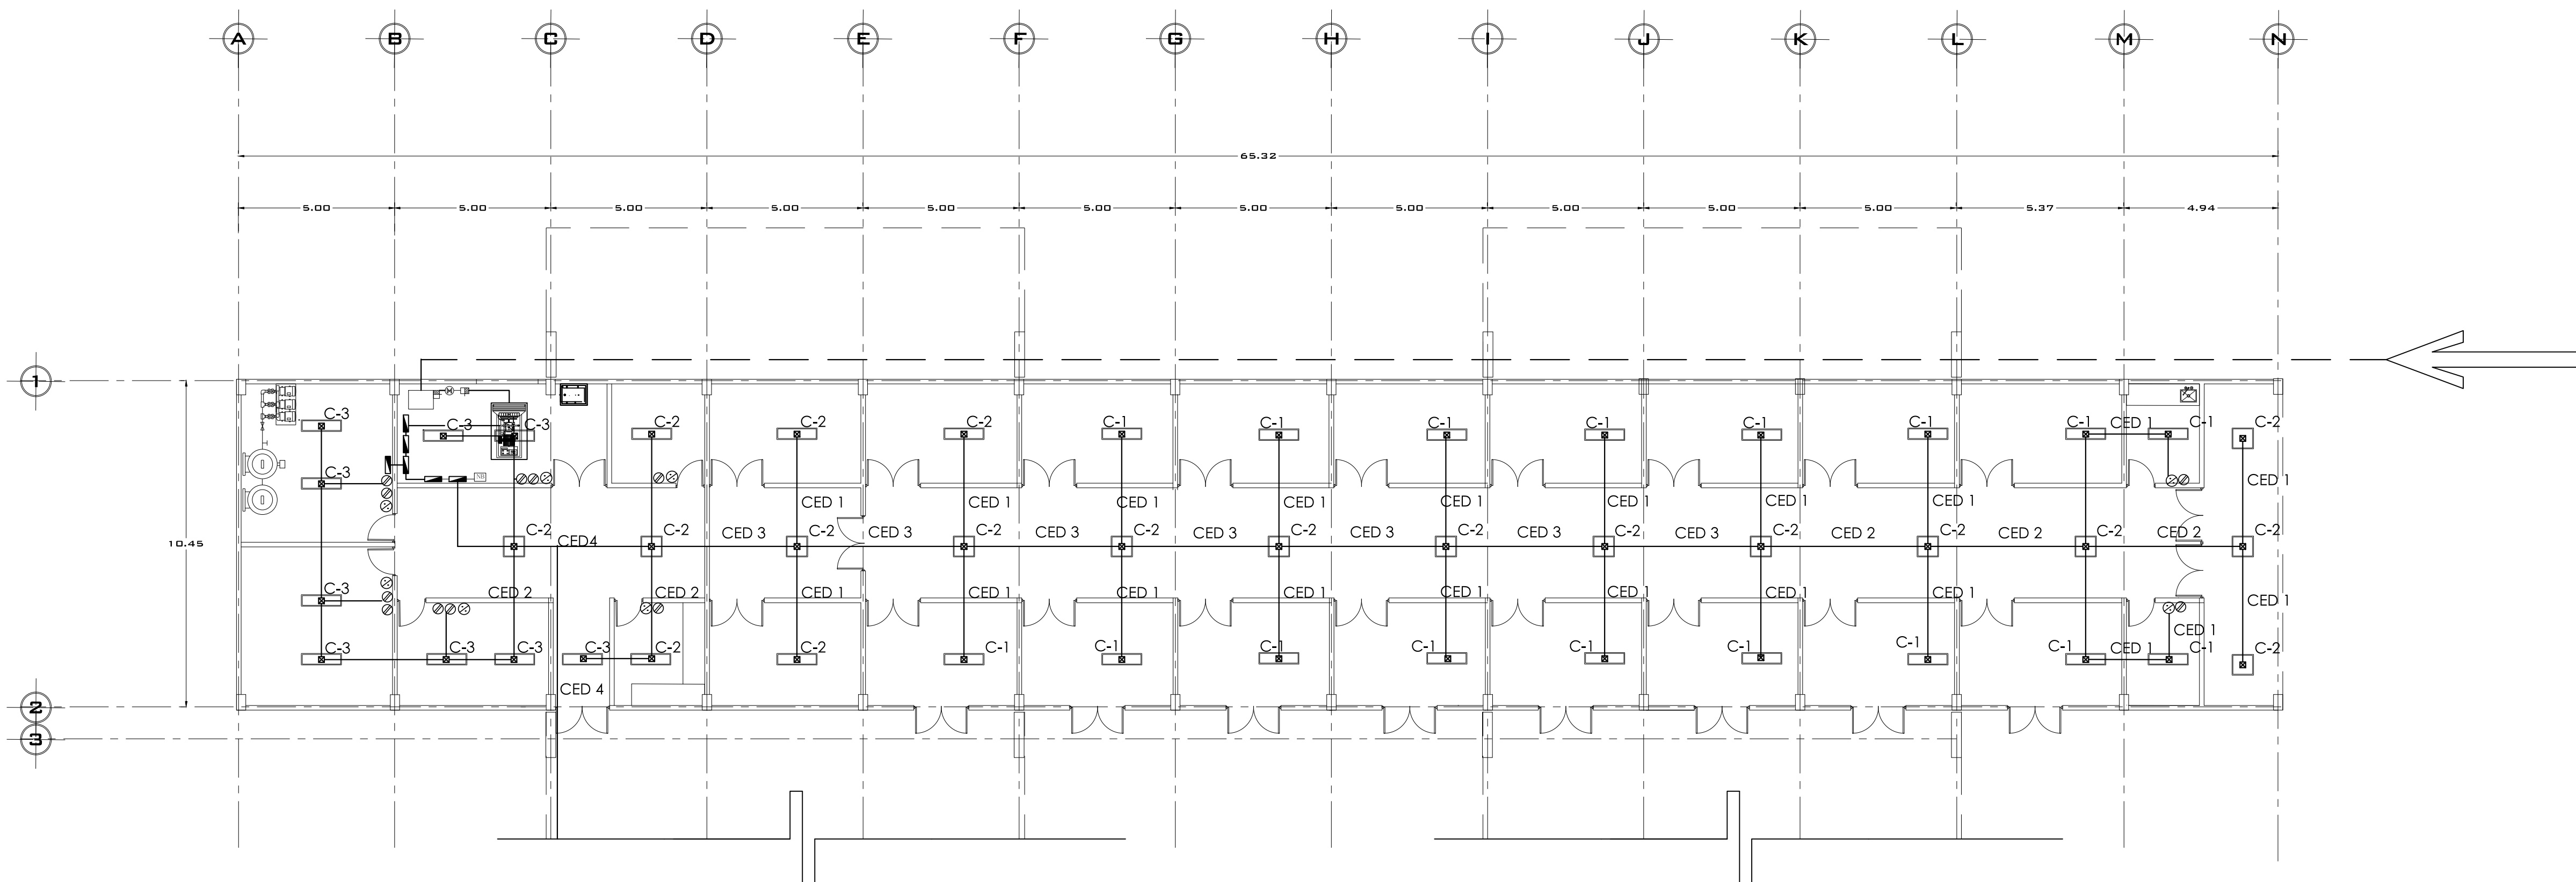 A B C D E F G H I J K L M N
65.32
5.00 5.00 5.00 5.00 5.00 5.00 5.00 5.00 5.00 5.00 5.00 5.37 4.94
1
C-3 C-3 C-3 C-2 C-2 C-2 C-1 C-1 C-1 C-1 C-1 C-1 C-1 CED 1 C-1 C-2
C-3
CED 1 CED 1 CED 1 CED 1 CED 1 CED 1 CED 1 CED 1 CED 1
10.45
C-2 CED4 C-2 CED 3 C-2 CED 3 C-2 CED 3 C-2 CED 3 C-2 CED 3 C-2 CED 3 C-2 CED 3 C-2 CED 2 C-2 CED 2 C-2 CED 2 C-2
C-3 CED 2 CED 2 CED 1 CED 1 CED 1 CED 1 CED 1 CED 1 CED 1 CED 1 CED 1
CED 1
C-3 C-3 C-3 C-3 C-2 C-2 C-1 C-1 C-1 C-1 C-1 C-1 C-1 C-1 CED 1 C-1 C-2
CED 4
2
3